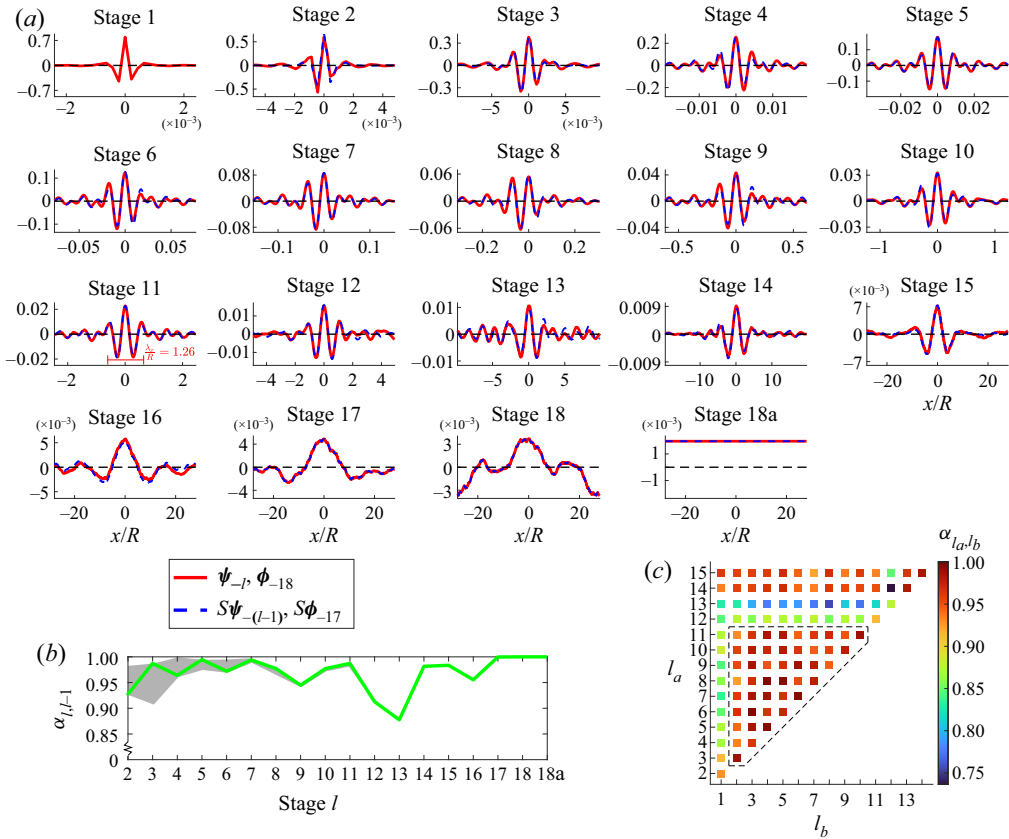 (a)
Stage 1 Stage 2 Stage 3 Stage 4 Stage 5
0.7 0 −0.7
−2 0 2 (×10⁻³)
0.5 0 −0.5
−4 −2 0 2 4 (×10⁻³)
0.3 0 −0.3
−5 0 5 (×10⁻³)
0.2 0 −0.2
−0.01 0 0.01
0.1 0 −0.1
−0.02 0 0.02
Stage 6 Stage 7 Stage 8 Stage 9 Stage 10
0.1 0 −0.1
−0.05 0 0.05
0.08 0 −0.08
−0.1 0 0.1
0.06 0 −0.06
−0.2 0 0.2
0.04 0 −0.04
−0.5 0 0.5
0.03 0 −0.03
−1 0 1
Stage 11 Stage 12 Stage 13 Stage 14 Stage 15
0.02 0 −0.02
λ/R = 1.26
−2 0 2
0.01 0 −0.01
−4 −2 0 2 4
0.01 0 −0.01
−5 0 5
0.009 0 −0.009
−10 0 10
x/R
(×10⁻³)
7 0 −7
−20 0 20
x/R
Stage 16 Stage 17 Stage 18 Stage 18a
(×10⁻³)
5 0 −5
−20 0 20
x/R
(×10⁻³)
4 0 −4
−20 0 20
x/R
(×10⁻³)
3 0 −3
−20 0 20
x/R
(×10⁻³)
1 0 −1
−20 0 20
x/R
ψ₋l, ϕ₋18
Sψ₋(l−1), Sϕ₋17
(b)
α l,l−1
1.00
0.95
0.90
0.85
0
2 3 4 5 6 7 8 9 10 11 12 13 14 15 16 17 18 18a
Stage l
(c)
α lₐ,l_b
lₐ
15
14
13
12
11
10
9
8
7
6
5
4
3
2
1 3 5 7 9 11 13
l_b
1.00
0.95
0.90
0.85
0.80
0.75